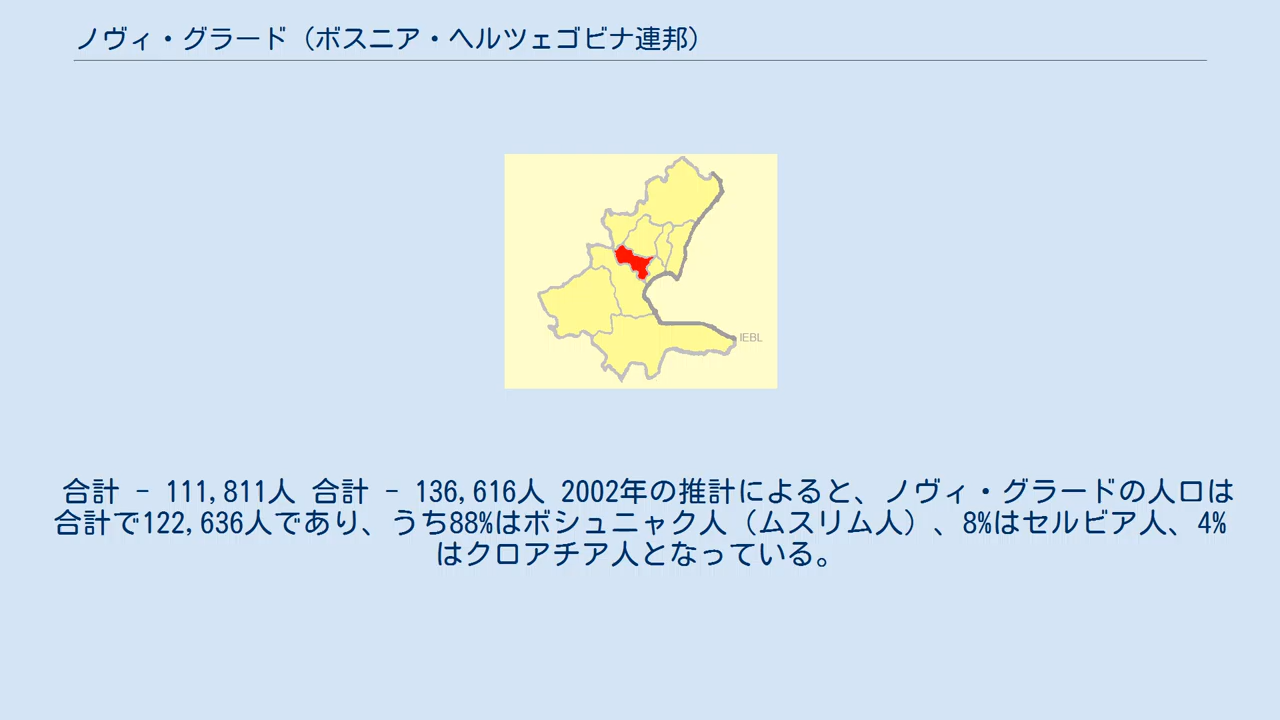 ノヴィ・グラード（ボスニア・ヘルツェゴビナ連邦）
IEBL
合計 - 111,811人 合計 - 136,616人 2002年の推計によると、ノヴィ・グラードの人口は
合計で122,636人であり、うち88%はボシュニャク人（ムスリム人）、8%はセルビア人、4%
はクロアチア人となっている。